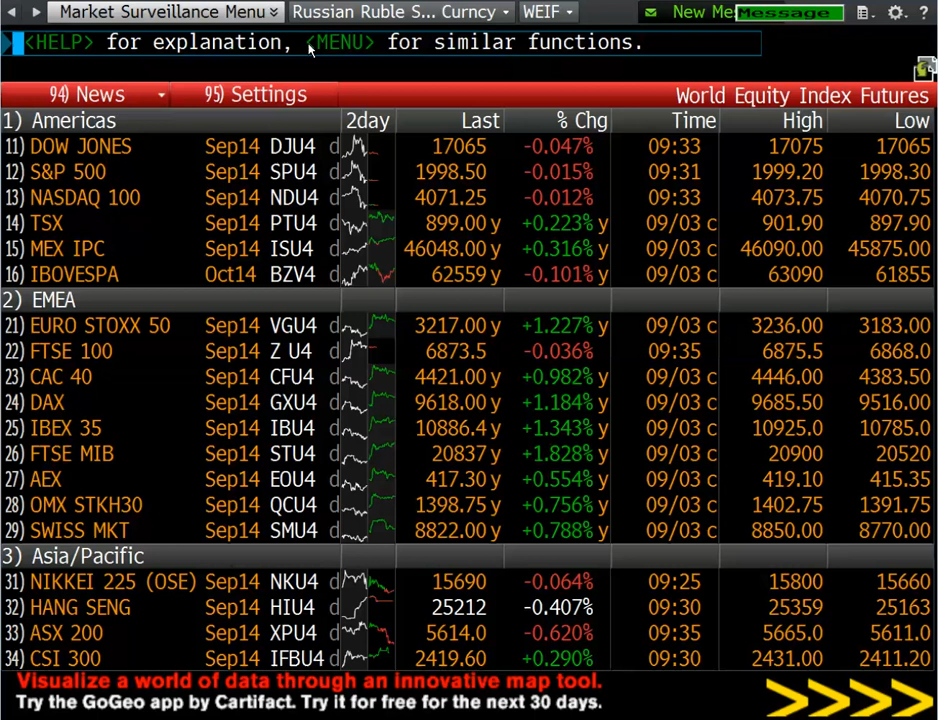 Market Surveillance Menu Russian Ruble S... Curncy WEIF Message ?
<HELP> for explanation, <MENU> for similar functions.
94) News 95) Settings World Equity Index Futures
1) Americas 2day Last % Chg Time High Low
11) DOW JONES Sep14 DJU4 d 17065 -0.047% 09:33 17075 17065
12) S&P 500 Sep14 SPU4 d 1998.50 -0.015% 09:31 1999.20 1998.30
13) NASDAQ 100 Sep14 NDU4 d 4071.25 -0.012% 09:33 4073.75 4070.75
14) TSX Sep14 PTU4 d 899.00 y +0.223% y 09/03 c 901.90 897.90
15) MEX IPC Sep14 ISU4 d 46048.00 y +0.316% y 09/03 c 46090.00 45875.00
16) IBOVESPA Oct14 BZV4 d 62559 y -0.101% y 09/03 c 63090 61855
2) EMEA
21) EURO STOXX 50 Sep14 VGU4 d 3217.00 y +1.227% y 09/03 c 3236.00 3183.00
22) FTSE 100 Sep14 Z U4 d 6873.5 -0.036% 09:35 6875.5 6868.0
23) CAC 40 Sep14 CFU4 d 4421.00 y +0.982% y 09/03 c 4446.00 4383.50
24) DAX Sep14 GXU4 d 9618.00 y +1.184% y 09/03 c 9685.50 9516.00
25) IBEX 35 Sep14 IBU4 d 10886.4 y +1.343% y 09/03 c 10925.0 10785.0
26) FTSE MIB Sep14 STU4 d 20837 y +1.828% y 09/03 c 20900 20520
27) AEX Sep14 EOU4 d 417.30 y +0.554% y 09/03 c 419.10 415.35
28) OMX STKH30 Sep14 QCU4 d 1398.75 y +0.756% y 09/03 c 1402.75 1391.75
29) SWISS MKT Sep14 SMU4 d 8822.00 y +0.788% y 09/03 c 8850.00 8770.00
3) Asia/Pacific
31) NIKKEI 225 (OSE) Sep14 NKU4 d 15690 -0.064% 09:25 15800 15660
32) HANG SENG Sep14 HIU4 d 25212 -0.407% 09:30 25359 25163
33) ASX 200 Sep14 XPU4 d 5614.0 -0.620% 09:35 5665.0 5611.0
34) CSI 300 Sep14 IFBU4 d 2419.60 +0.290% 09:30 2431.00 2411.20
Visualize a world of data through an innovative map tool.
Try the GoGeo app by Cartifact. Try it for free for the next 30 days.